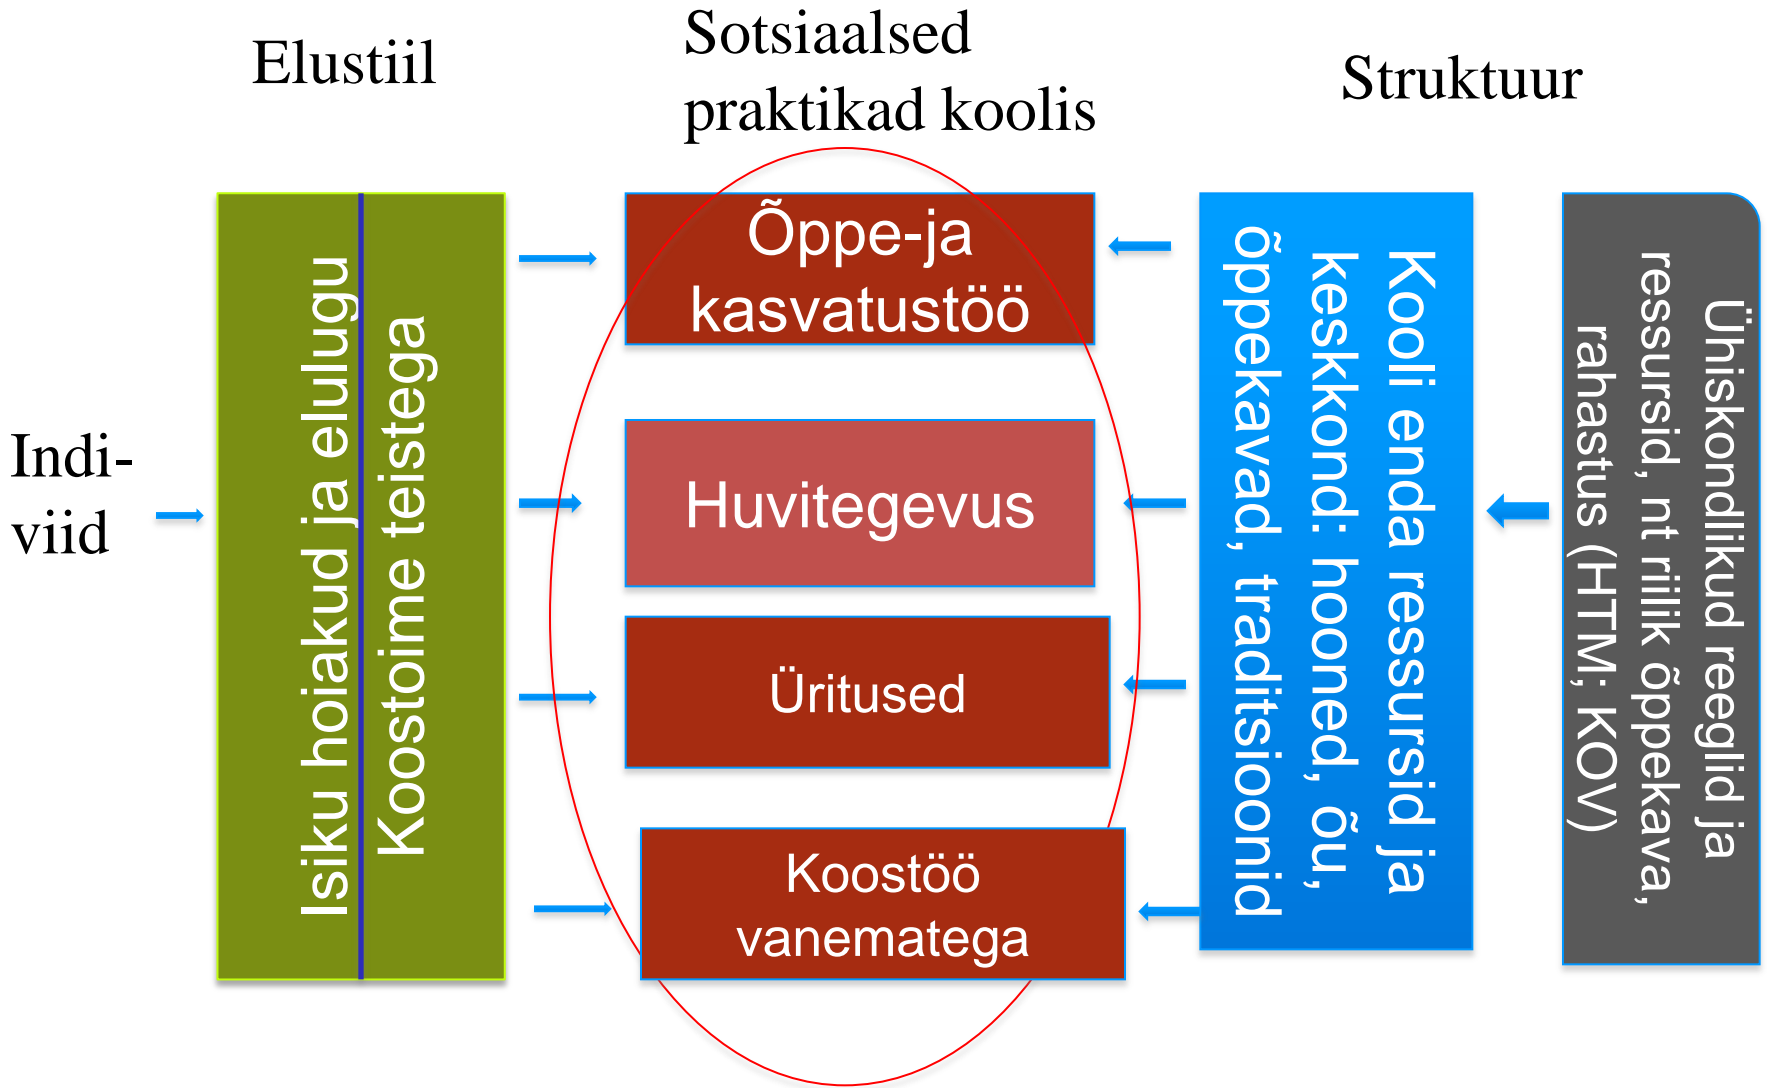 Elustiil
Sotsiaalsed
praktikad koolis
Struktuur
Indi-
viid
Isiku hoiakud ja elulugu
Koostoime teistega
Õppe-ja
kasvatustöö
Huvitegevus
Üritused
Koostöö
vanematega
Kooli enda ressursid ja
keskkond: hooned, õu,
õppekavad, traditsioonid
Ühiskondlikud reeglid ja
ressursid, nt riilik õppekava,
rahastus (HTM; KOV)